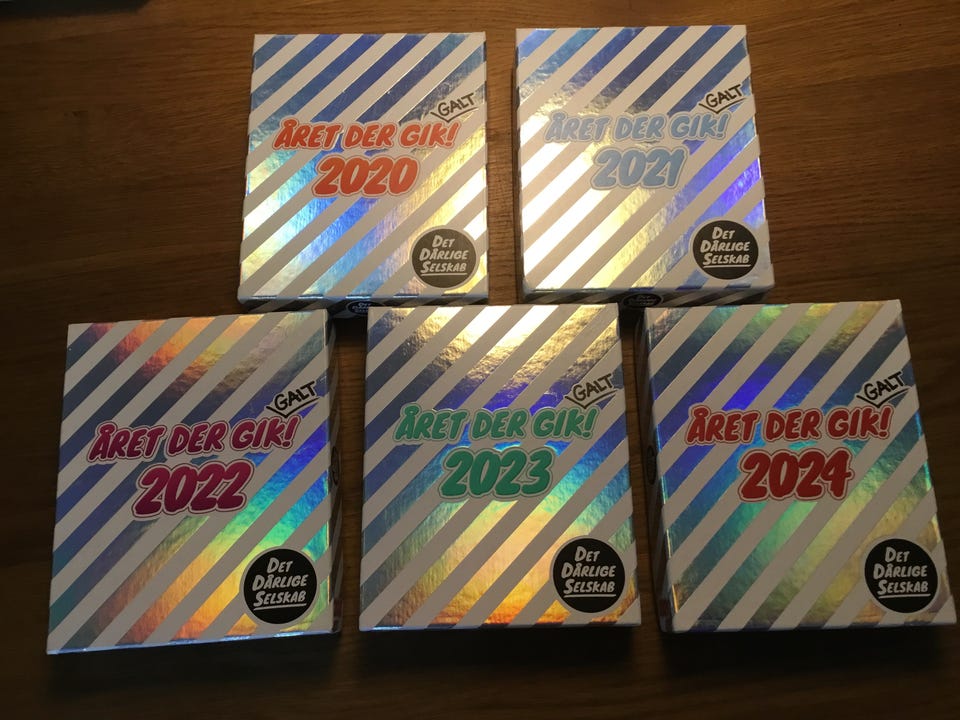 GALT
ÅRET DER GIK!
2020
DET
DÅRLIGE
SELSKAB
GALT
ÅRET DER GIK!
2021
DET
DÅRLIGE
SELSKAB
GALT
ÅRET DER GIK!
2022
DET
DÅRLIGE
SELSKAB
GALT
ÅRET DER GIK!
2023
DET
DÅRLIGE
SELSKAB
GALT
ÅRET DER GIK!
2024
DET
DÅRLIGE
SELSKAB